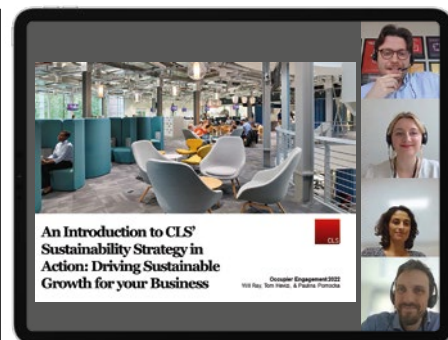 An Introduction to CLS’
Sustainability Strategy in
Action: Driving Sustainable
Growth for your Business
CLS
Occupier Engagement 2022
Will Ray, Tom Hevoz, & Paulina Pomocka